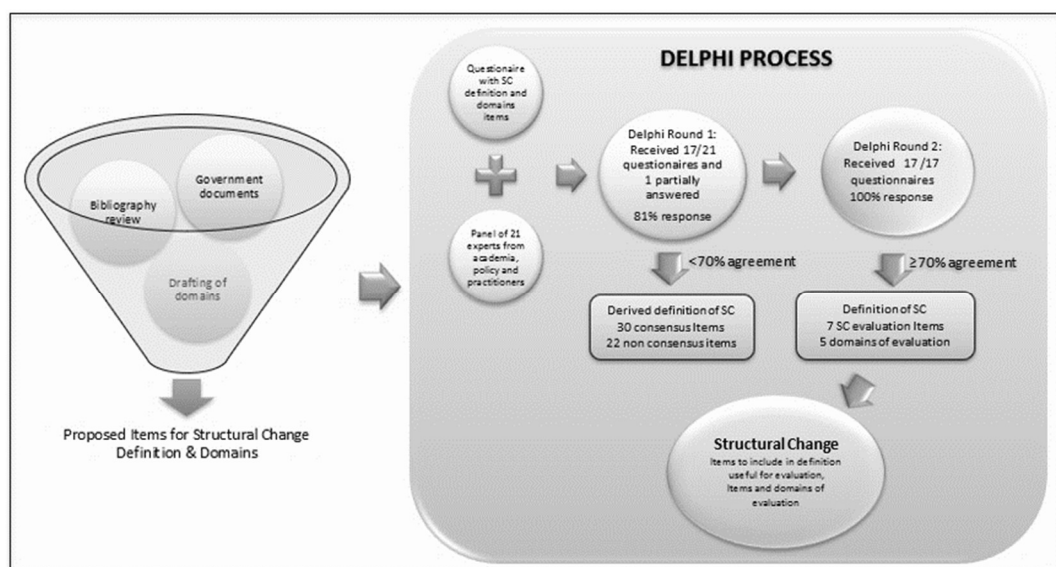 Government
documents
Bibliography
review
Drafting of
domains
Proposed Items for Structural Change
Definition & Domains
DELPHI PROCESS
Questionaire
with SC
definition and
domains
items
Panel of 21
experts from
academia,
policy and
practitioners
Delphi Round 1:
Received 17/21
questionaires and
1 partially
answered
81% response
Delphi Round 2:
Received 17 /17
questionnaires
100% response
<70% agreement
≥70% agreement
Derived definition of SC
30 consensus Items
22 non consensus items
Definition of SC
7 SC evaluation Items
5 domains of evaluation
Structural Change
Items to include in definition
useful for evaluation,
Items and domains of
evaluation